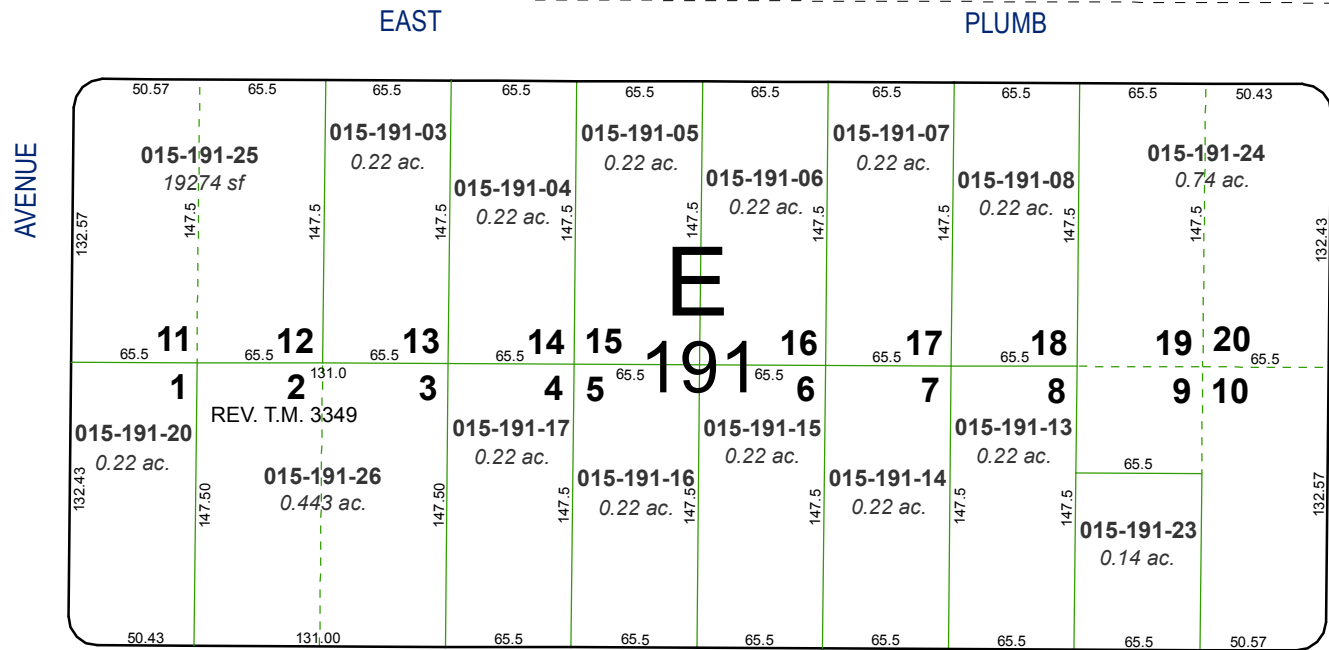 EAST PLUMB
AVENUE
50.57 65.5 65.5 65.5 65.5 65.5 65.5 65.5 65.5 50.43
015-191-25
19274 sf
015-191-03
0.22 ac.
015-191-04
0.22 ac.
015-191-05
0.22 ac.
015-191-06
0.22 ac.
015-191-07
0.22 ac.
015-191-08
0.22 ac.
015-191-24
0.74 ac.
132.57 147.5 147.5 147.5 147.5 147.5 147.5 147.5 147.5 147.5 132.43
E
191
11 12 13 14 15 16 17 18 19 20
65.5 65.5 65.5 65.5 65.5 65.5 65.5 65.5 65.5
131.0
1 2 3 4 5 6 7 8 9 10
REV. T.M. 3349
015-191-20
0.22 ac.
015-191-26
0.443 ac.
015-191-17
0.22 ac.
015-191-16
0.22 ac.
015-191-15
0.22 ac.
015-191-14
0.22 ac.
015-191-13
0.22 ac.
65.5
015-191-23
0.14 ac.
132.43 147.50 147.50 147.5 147.5 147.5 147.5 147.5 132.57
50.43 131.00 65.5 65.5 65.5 65.5 65.5 65.5 50.57